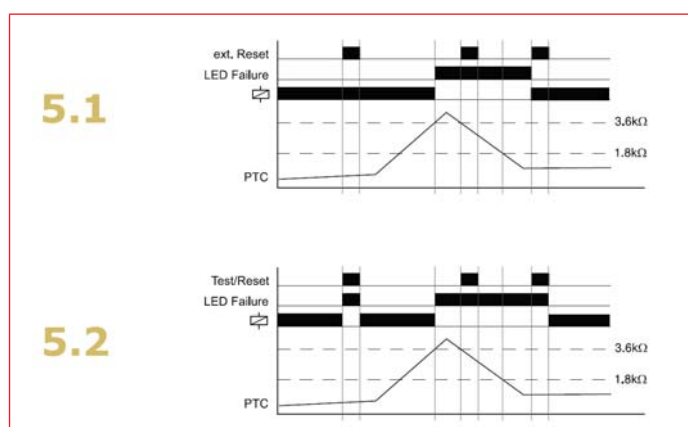 5.1
ext. Reset
LED Failure
3.6kΩ
1.8kΩ
PTC
5.2
Test/Reset
LED Failure
3.6kΩ
1.8kΩ
PTC